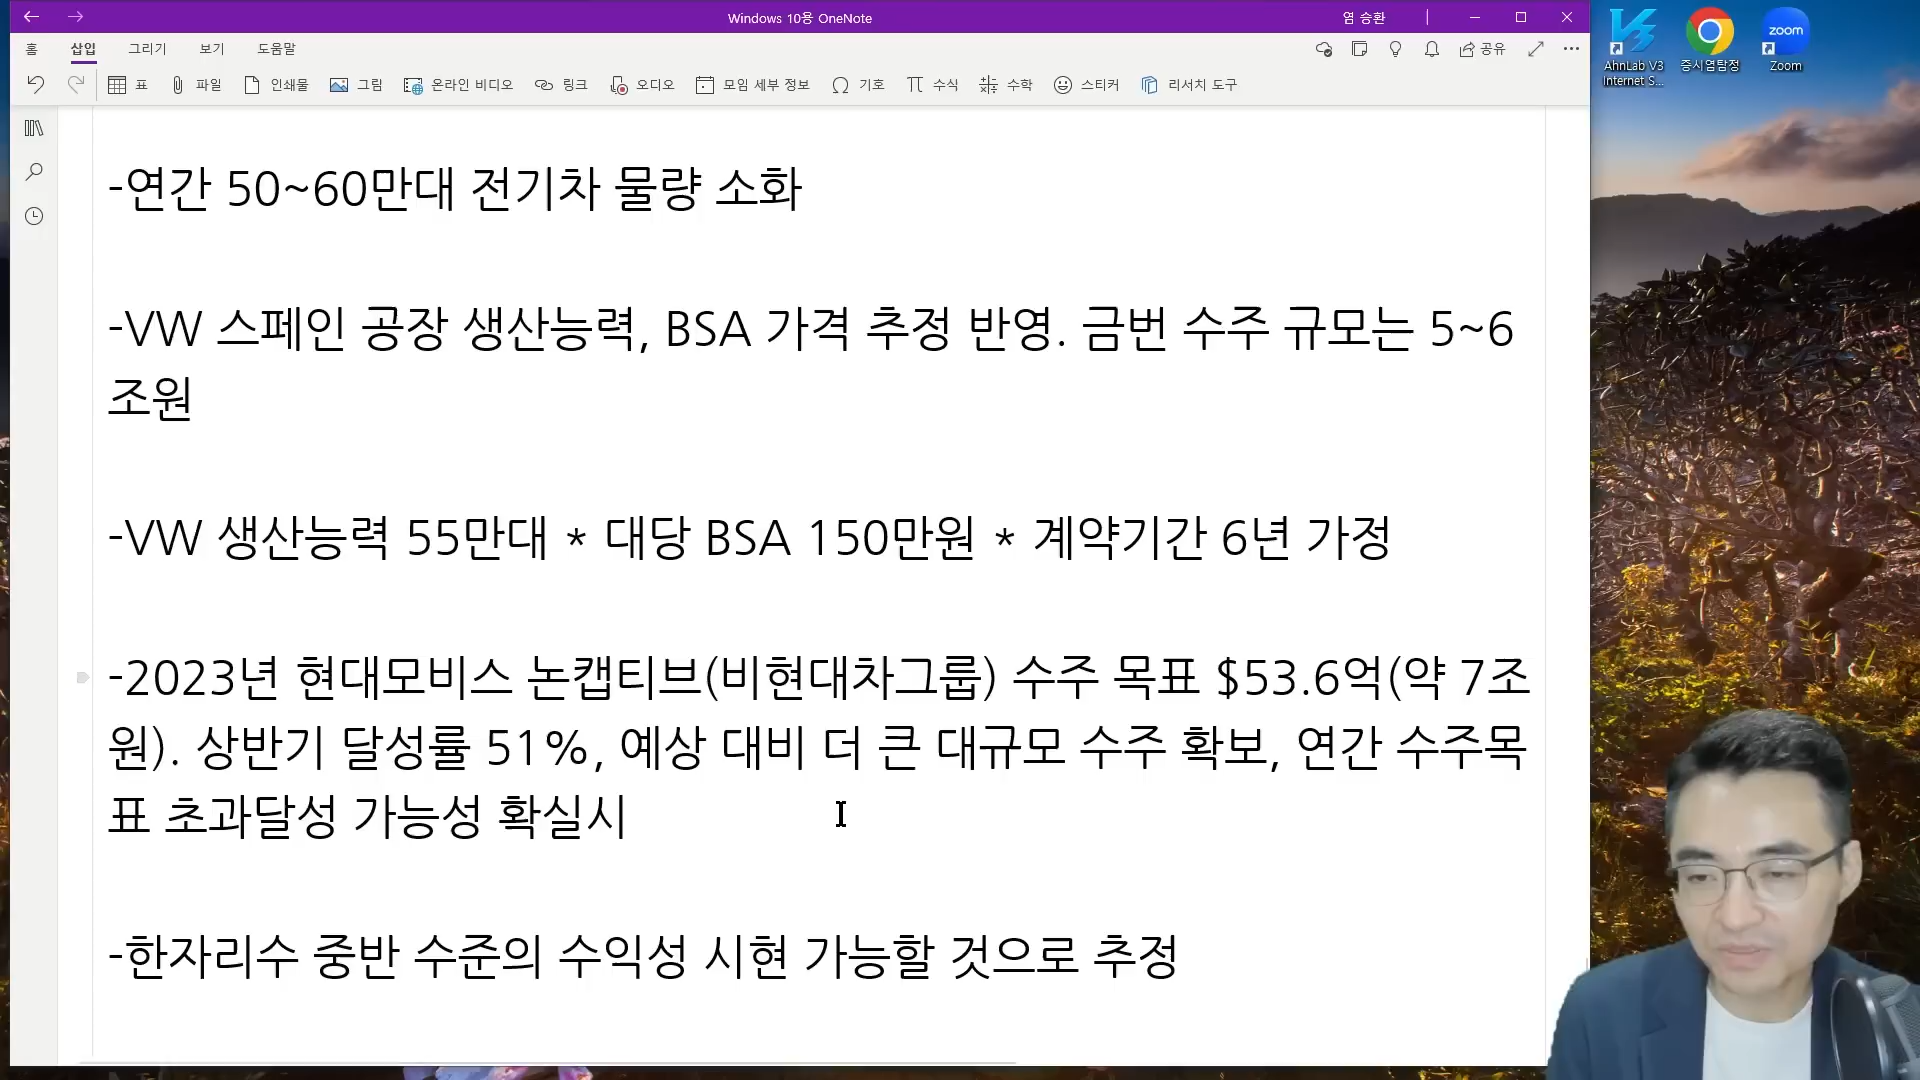 Windows 10용 OneNote
염 승환
홈 삽입 그리기 보기 도움말
공유
표 파일 인쇄물 그림 온라인 비디오 링크 오디오 모임 세부 정보 기호 수식 수학 스티커 리서치 도구
AhnLab V3
Internet S...
증시염탐정
zoom
Zoom
-연간 50~60만대 전기차 물량 소화
-VW 스페인 공장 생산능력, BSA 가격 추정 반영. 금번 수주 규모는 5~6
조원
-VW 생산능력 55만대 * 대당 BSA 150만원 * 계약기간 6년 가정
-2023년 현대모비스 논캡티브(비현대차그룹) 수주 목표 $53.6억(약 7조
원). 상반기 달성률 51%, 예상 대비 더 큰 대규모 수주 확보, 연간 수주목
표 초과달성 가능성 확실시
-한자리수 중반 수준의 수익성 시현 가능할 것으로 추정